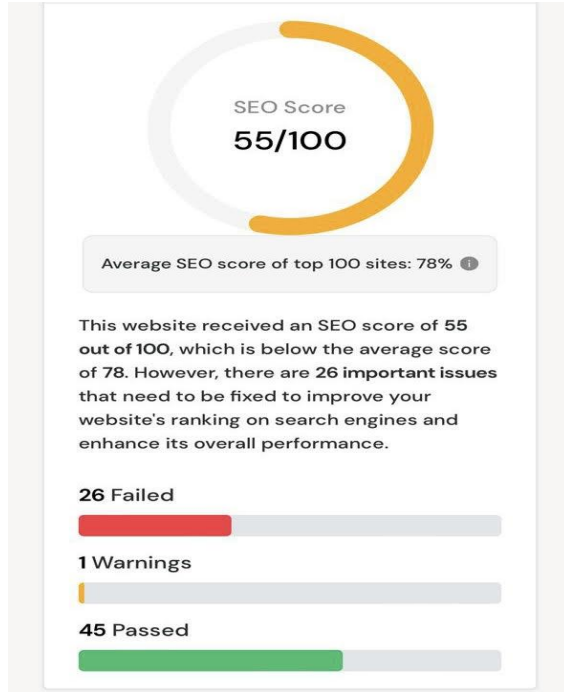 SEO Score
55/100
Average SEO score of top 100 sites: 78%
This website received an SEO score of 55
out of 100, which is below the average score
of 78. However, there are 26 important issues
that need to be fixed to improve your
website's ranking on search engines and
enhance its overall performance.
26 Failed
1 Warnings
45 Passed